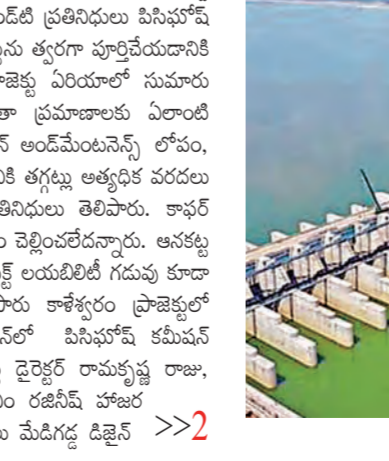 ండ్‌టి ప్రతినిధులు పిసిఘోష్
్టును త్వరగా పూర్తిచేయడానికి
ాజెక్టు ఏరియాలో సుమారు
తా ప్రమాణాలకు ఏలాంటి
న్ అండ్‌మేంటనెన్స్ లోపం,
ికి తగ్గట్లు అత్యధిక వరదలు
తినిధులు తెలిపారు. కాఫర్
ం చెల్లించలేదన్నారు. ఆనకట్ట
క్ట్ లయబిలిటీ గడువు కూడా
పారు కాళేశ్వరం ప్రాజెక్టులో
న్‌లో పిసిఘోష్ కమీషన్
డైరెక్టర్ రామకృష్ణ రాజు,
ఎం రజినీష్ హాజర
ు మేడిగడ్డ డిజైన్ >>2